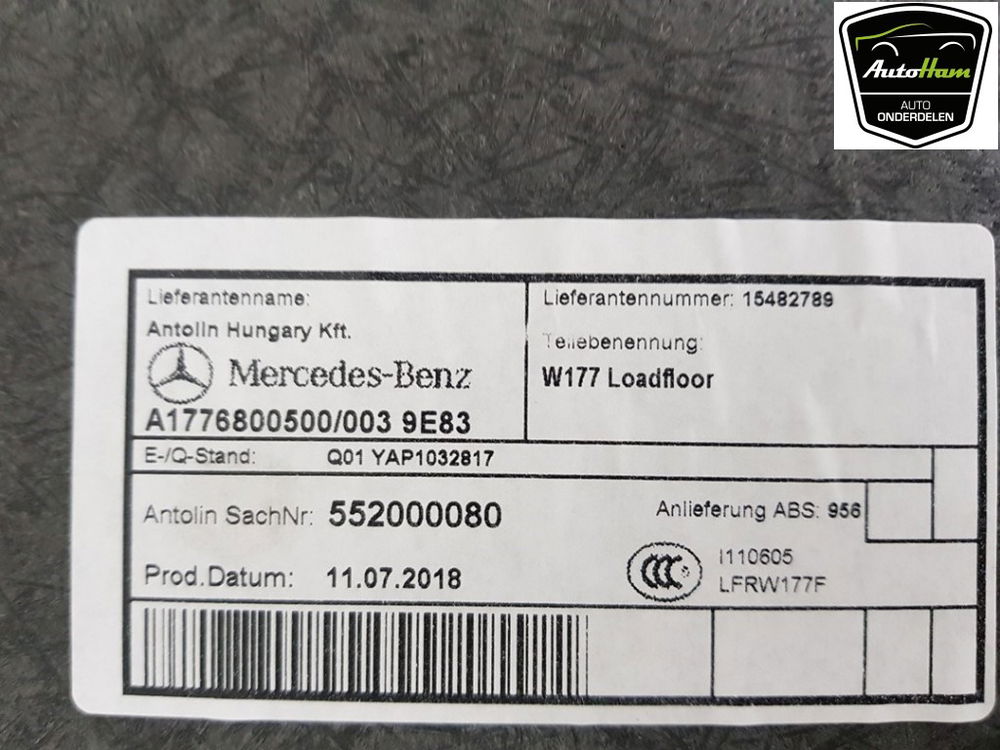 AutoHam
AUTO
ONDERDELEN
Lieferantenname:
Antolin Hungary Kft.
Mercedes-Benz
A1776800500/003 9E83
Lieferantennummer: 15482789
Teilebenennung:
W177 Loadfloor
E-/Q-Stand: Q01 YAP1032817
Antolin SachNr: 552000080
Anlieferung ABS: 956
Prod.Datum: 11.07.2018
CCC
I110605
LFRW177F